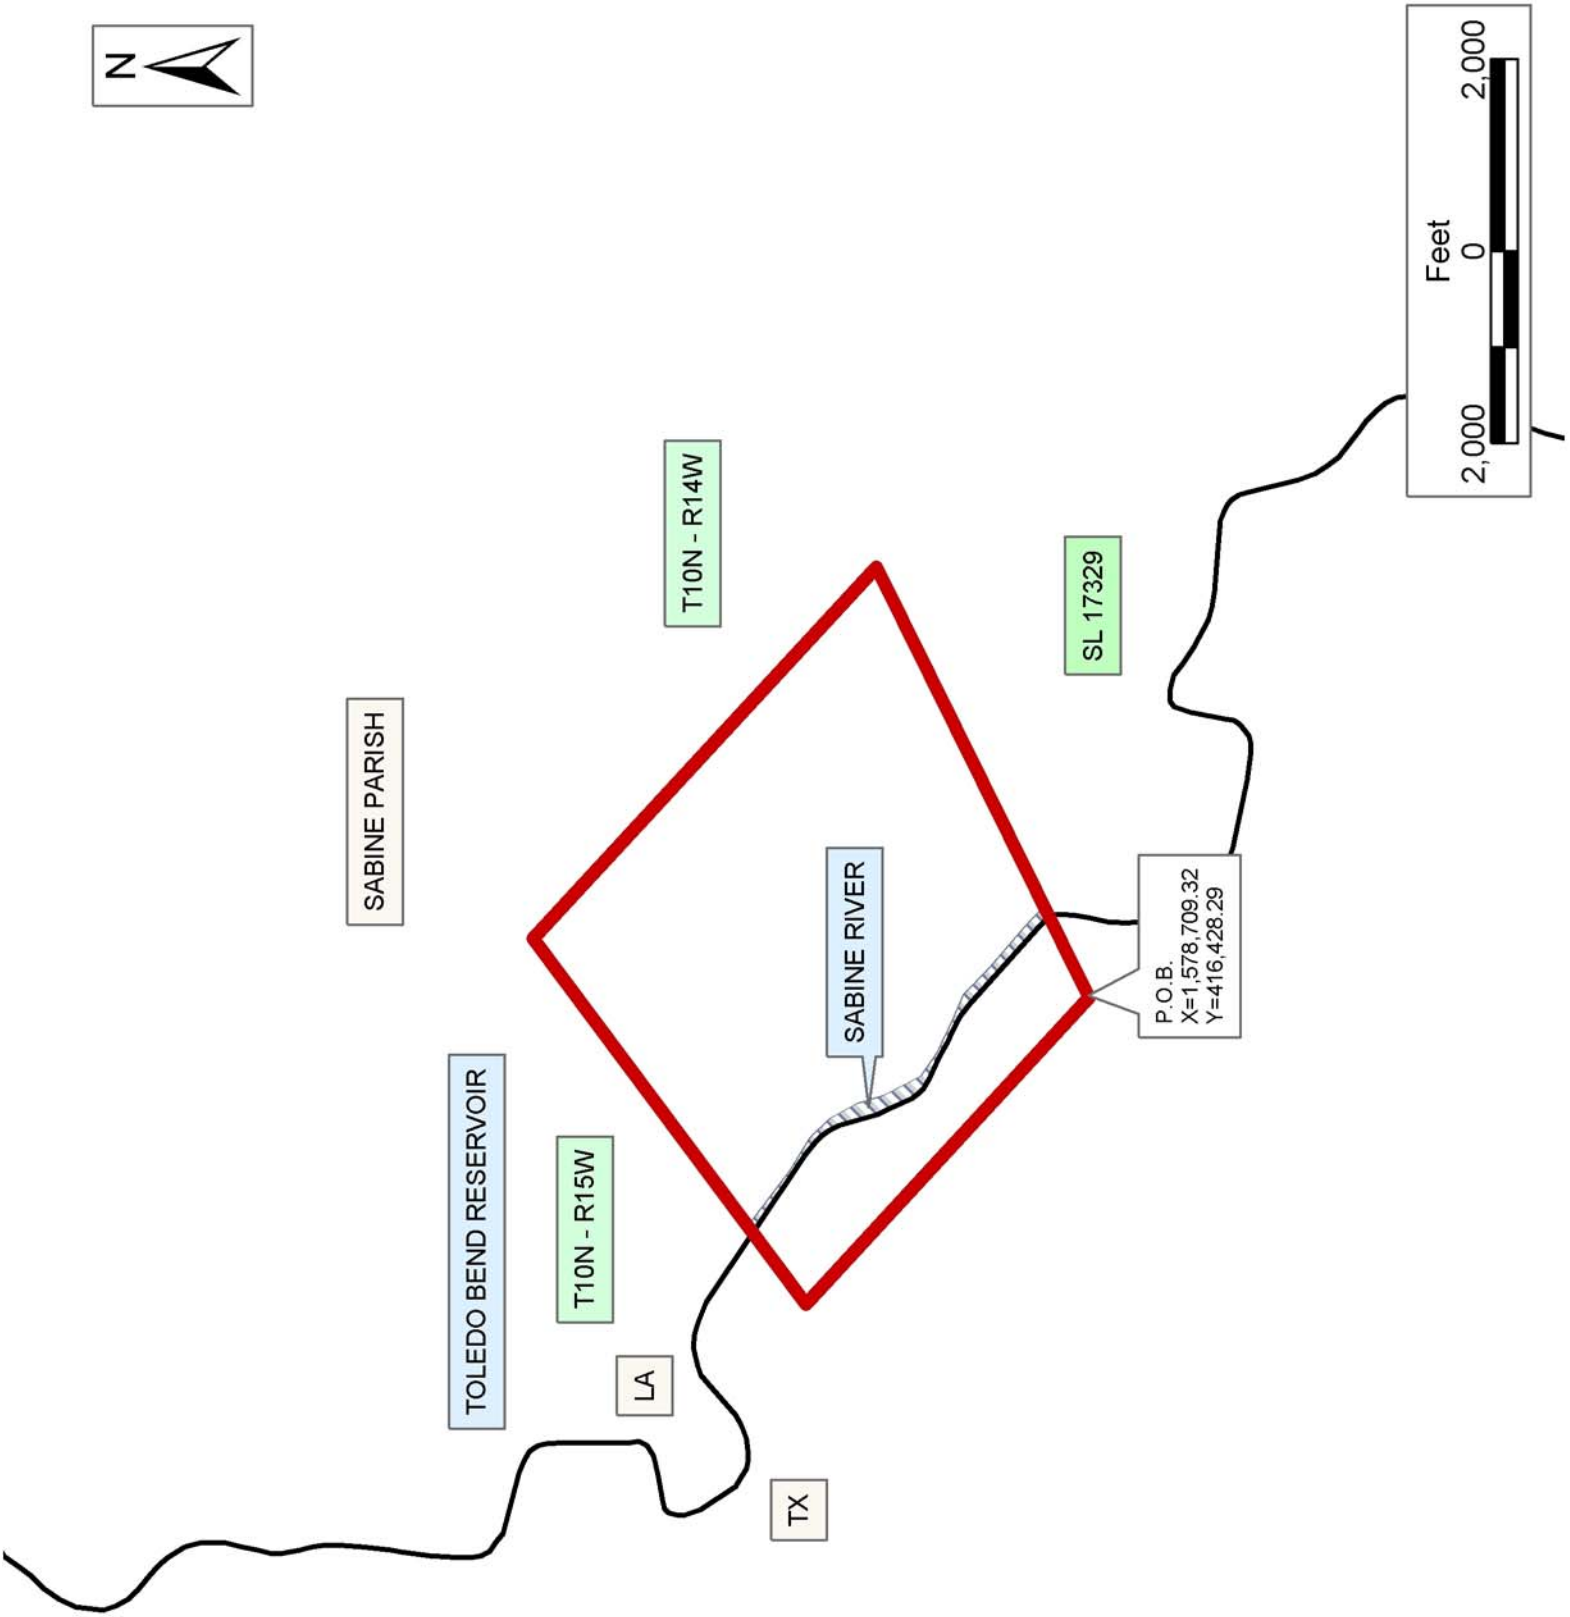 N
SABINE PARISH
TOLEDO BEND RESERVOIR
T10N - R15W
T10N - R14W
LA
TX
SABINE RIVER
SL 17329
P.O.B.
X=1,578,709.32
Y=416,428.29
Feet
2,000 0 2,000